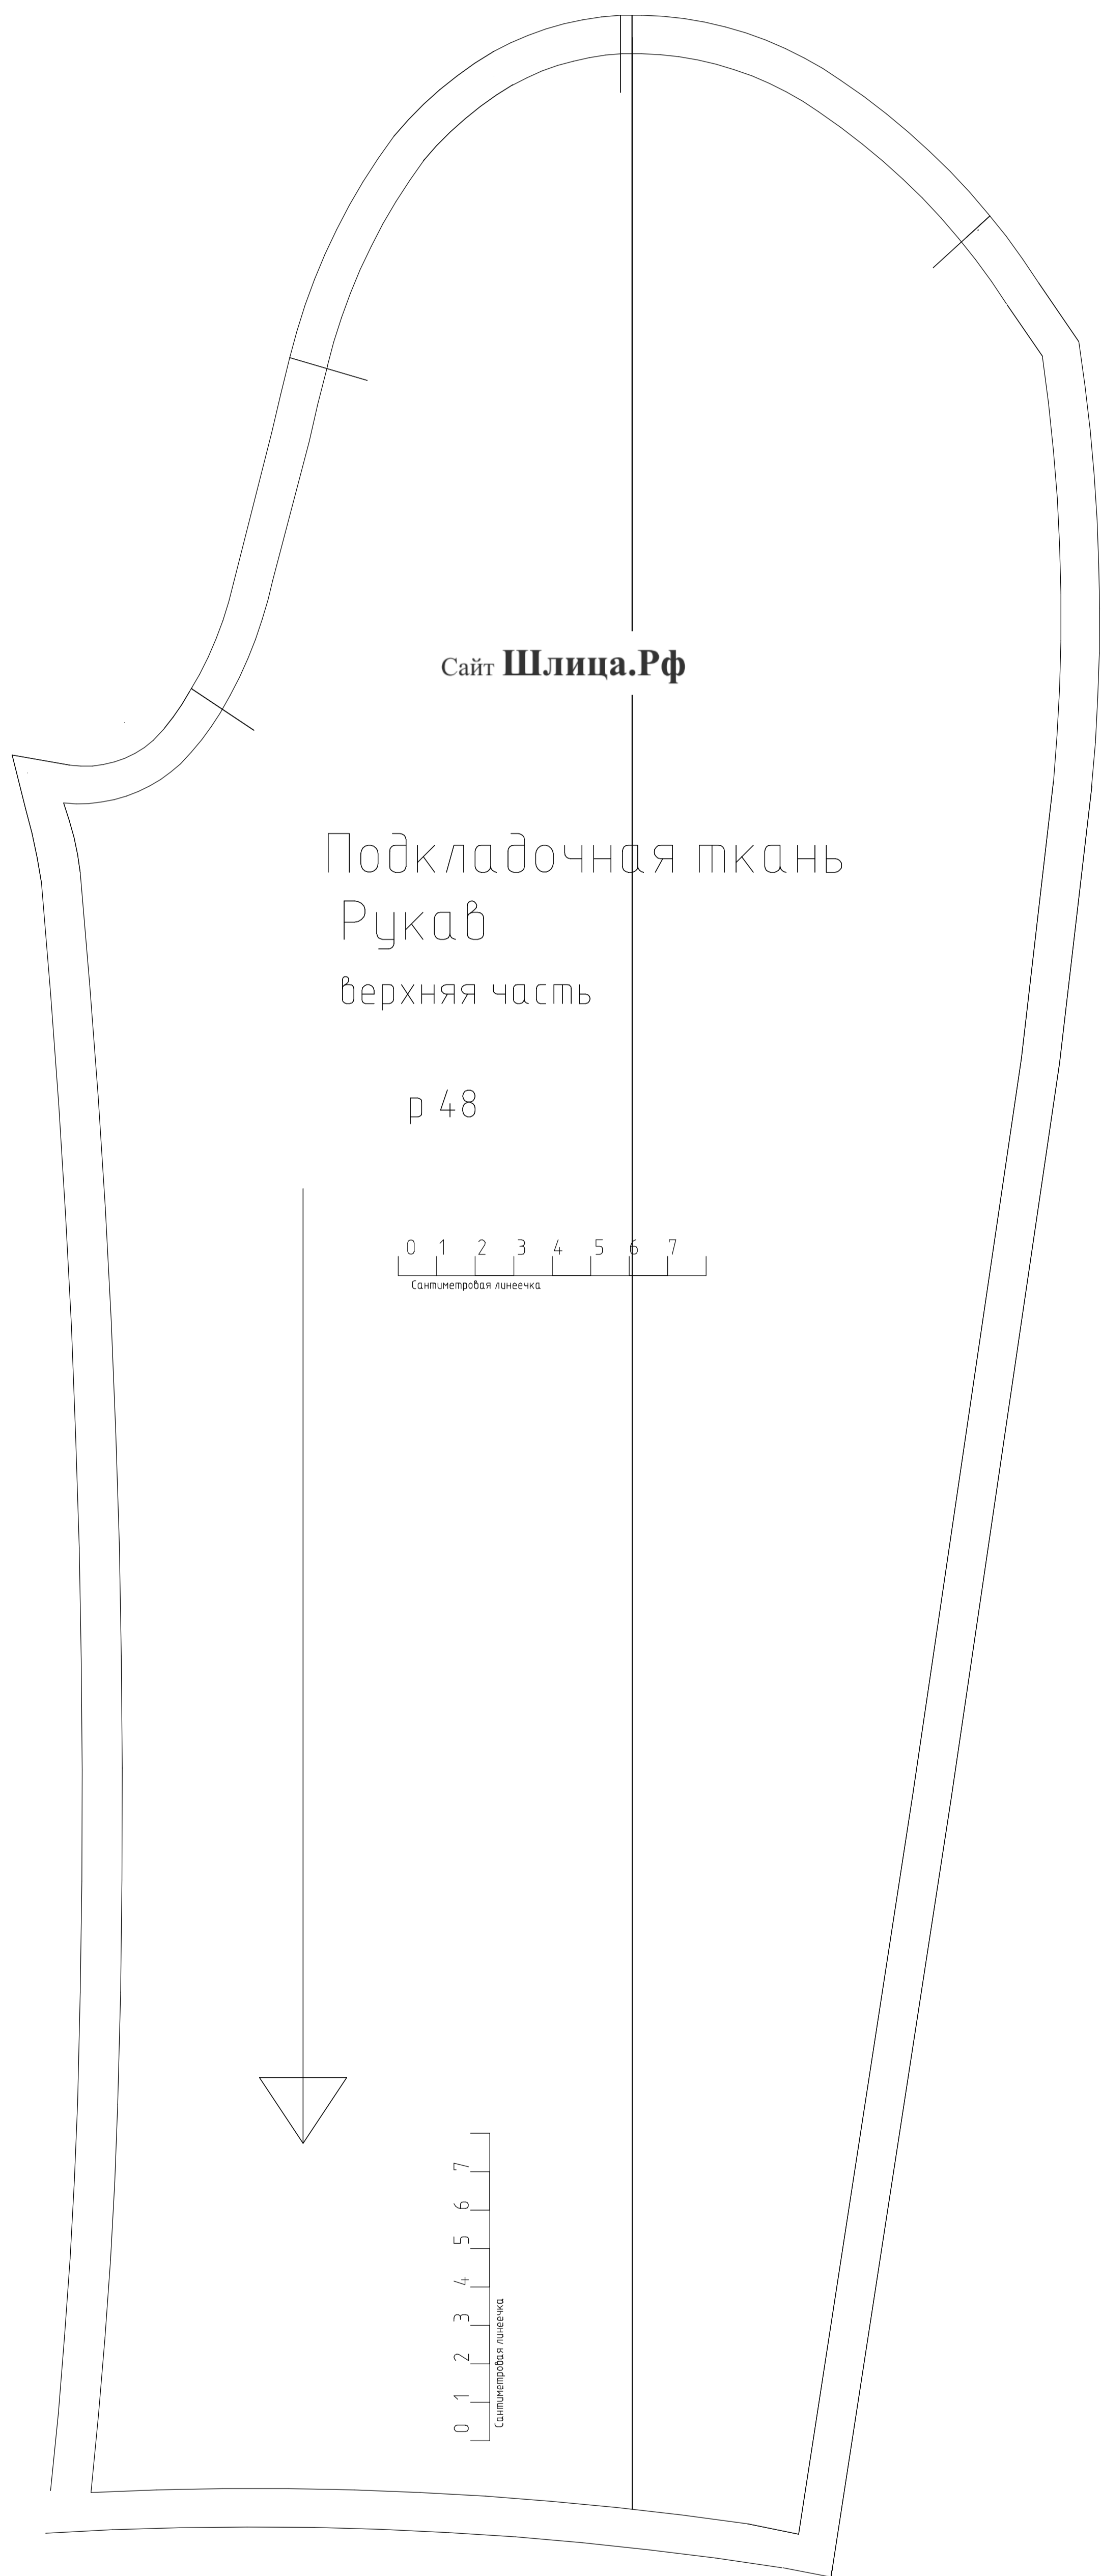 Сайт Шлица.Рф
Подкладочная ткань
Рукав
верхняя часть
р 48
0 1 2 3 4 5 6 7
Сантиметровая линеечка
0 1 2 3 4 5 6 7
Сантиметровая линеечка